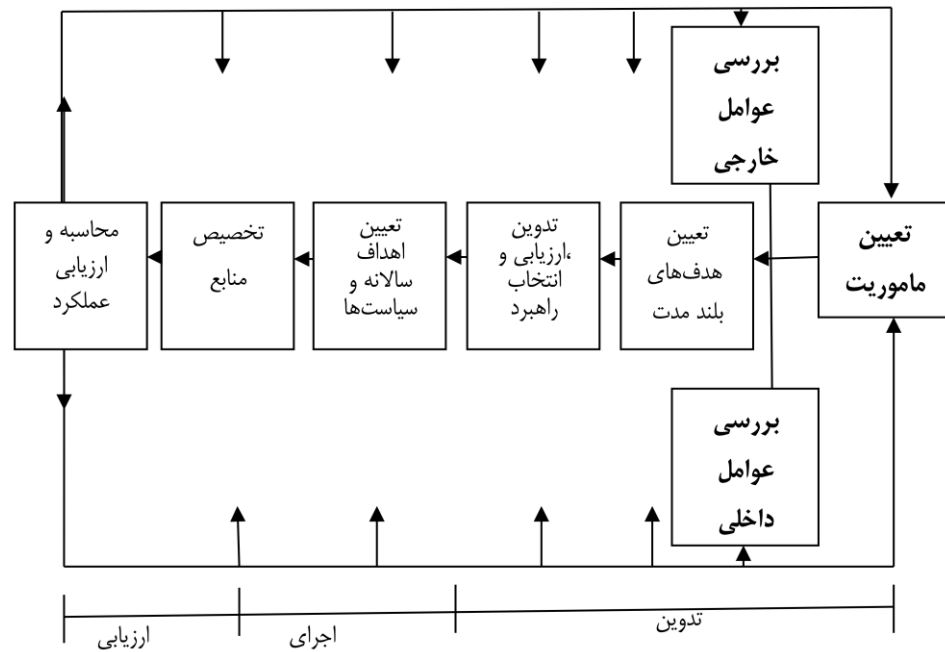 بررسی
عوامل
خارجی
تعیین
ماموریت
تعیین
هدف‌های
بلند مدت
تدوین
،ارزیابی و
انتخاب
راهبرد
تعیین
اهداف
سالانه و
سیاست‌ها
تخصیص
منابع
محاسبه و
ارزیابی
عملکرد
بررسی
عوامل
داخلی
تدوین
اجرای
ارزیابی